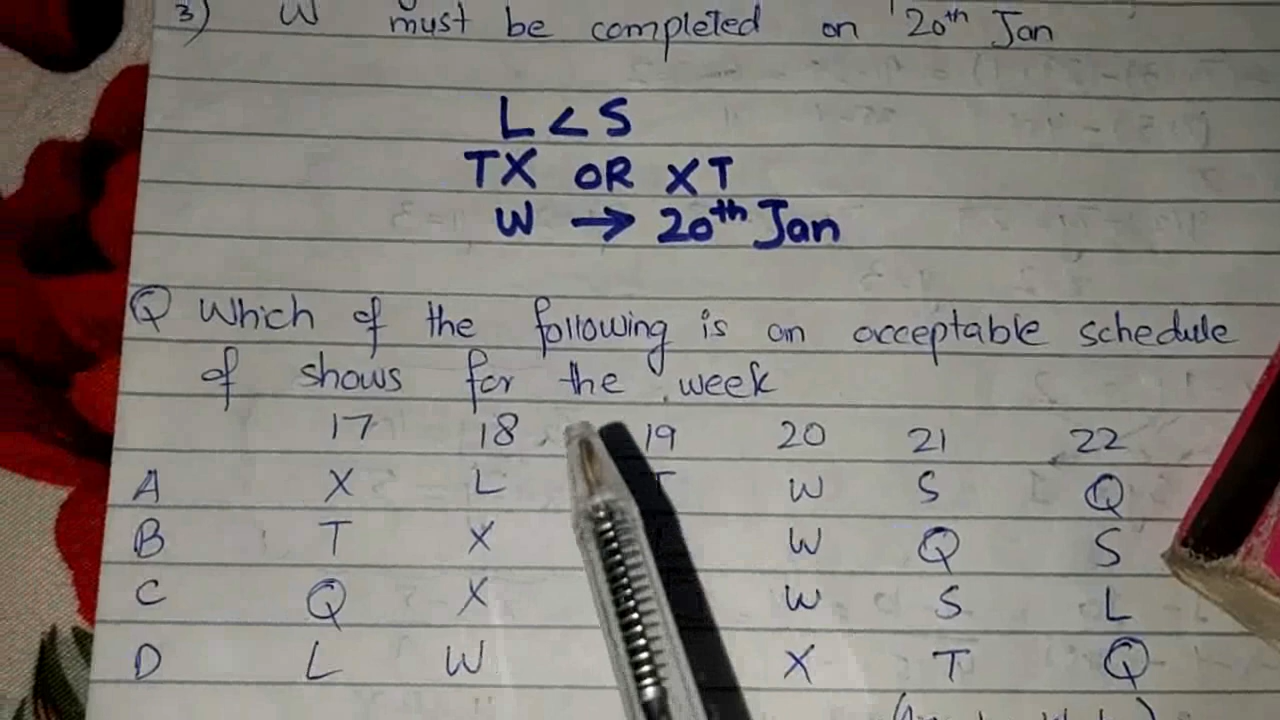 3) W must be completed on 20th Jan
L < S
TX OR XT
W → 20th Jan
Q Which of the following is an acceptable schedule
of shows for the week
17 18 19 20 21 22
A X L T W S Q
B T X W Q S
C Q X W S L
D L W X T Q